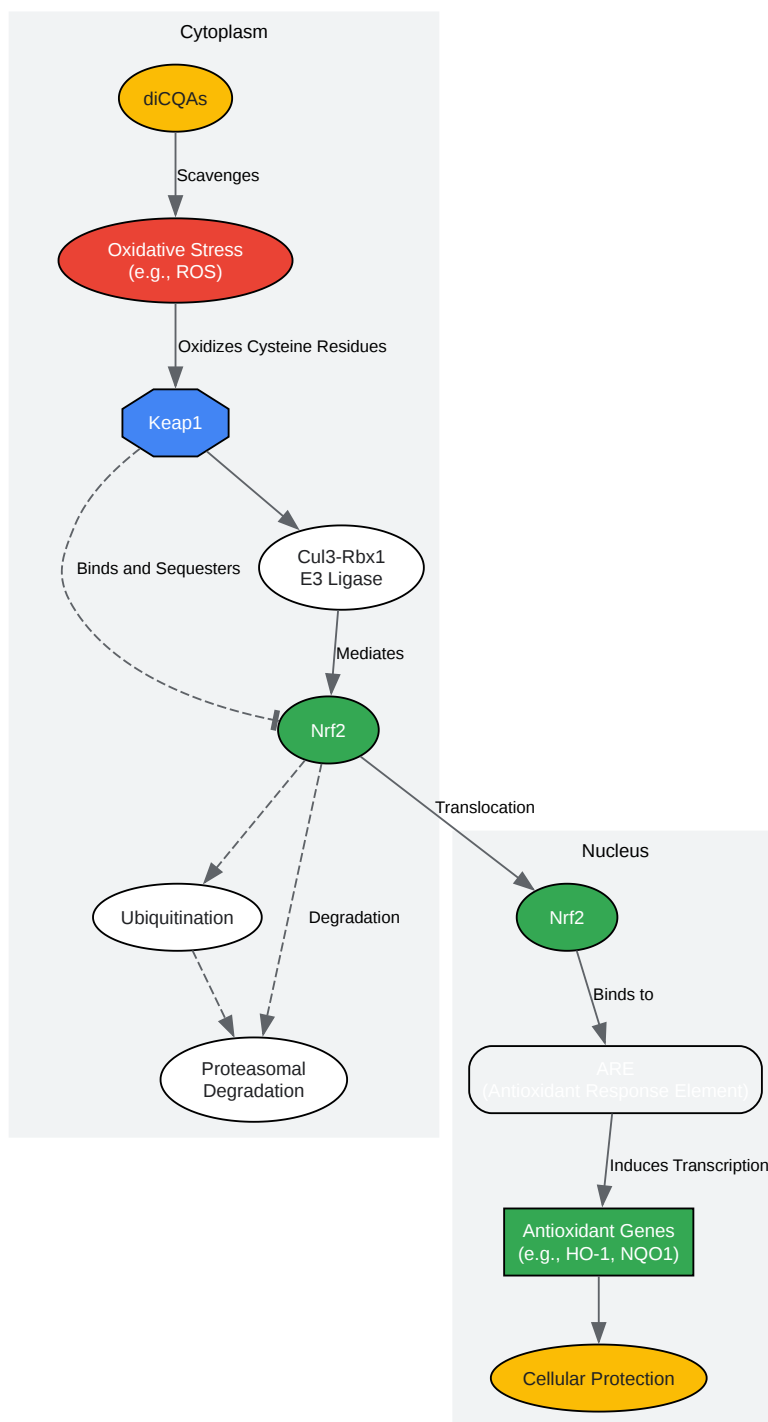 Cytoplasm
diCQAs
Scavenges
Oxidative Stress
(e.g., ROS)
Oxidizes Cysteine Residues
Keap1
Binds and Sequesters
Cul3-Rbx1
E3 Ligase
Mediates
Nrf2
Translocation
Ubiquitination
Degradation
Proteasomal
Degradation
Nucleus
Nrf2
Binds to
ARE
(Antioxidant Response Element)
Induces Transcription
Antioxidant Genes
(e.g., HO-1, NQO1)
Cellular Protection